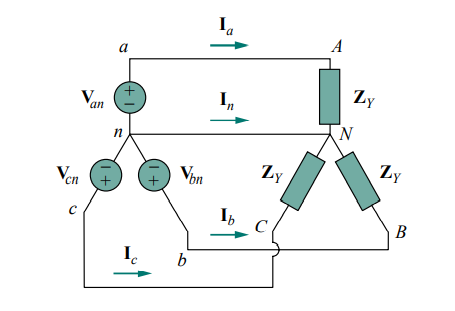 I_a
a
A
V_an
+
−
I_n
Z_Y
n
N
V_cn
−
+
−
+
V_bn
Z_Y
Z_Y
c
I_b
C
B
I_c
b